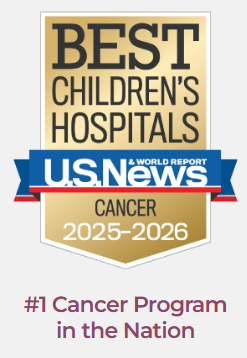 BEST
CHILDREN'S
HOSPITALS
U.S. News
& WORLD REPORT
CANCER
2025-2026
#1 Cancer Program
in the Nation